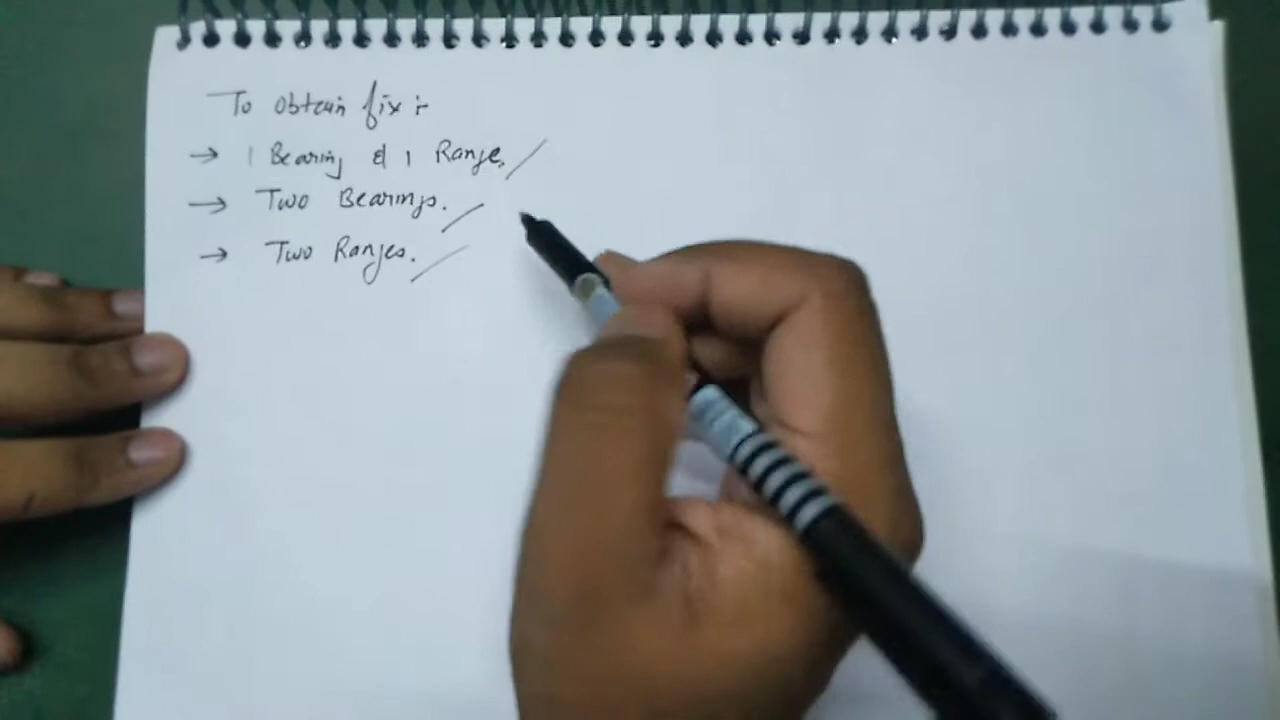 To obtain fix :-
→ 1 Bearing & 1 Range.
→ Two Bearings.
→ Two Ranges.